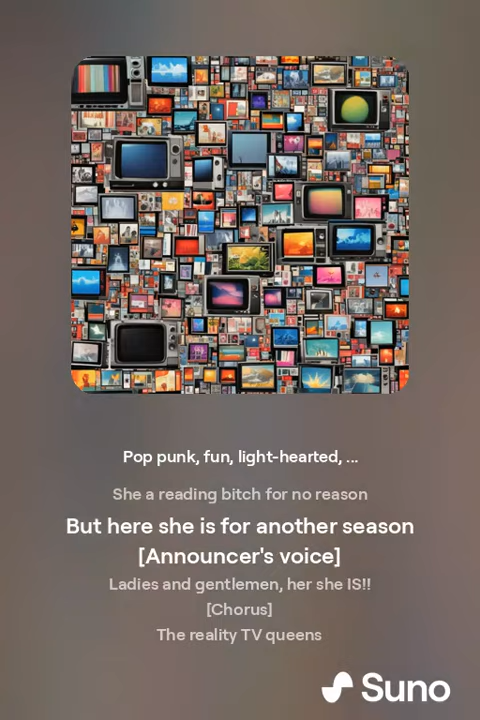 Pop punk, fun, light-hearted, ...
She a reading bitch for no reason
But here she is for another season
[Announcer's voice]
Ladies and gentlemen, her she IS!!
[Chorus]
The reality TV queens
Suno